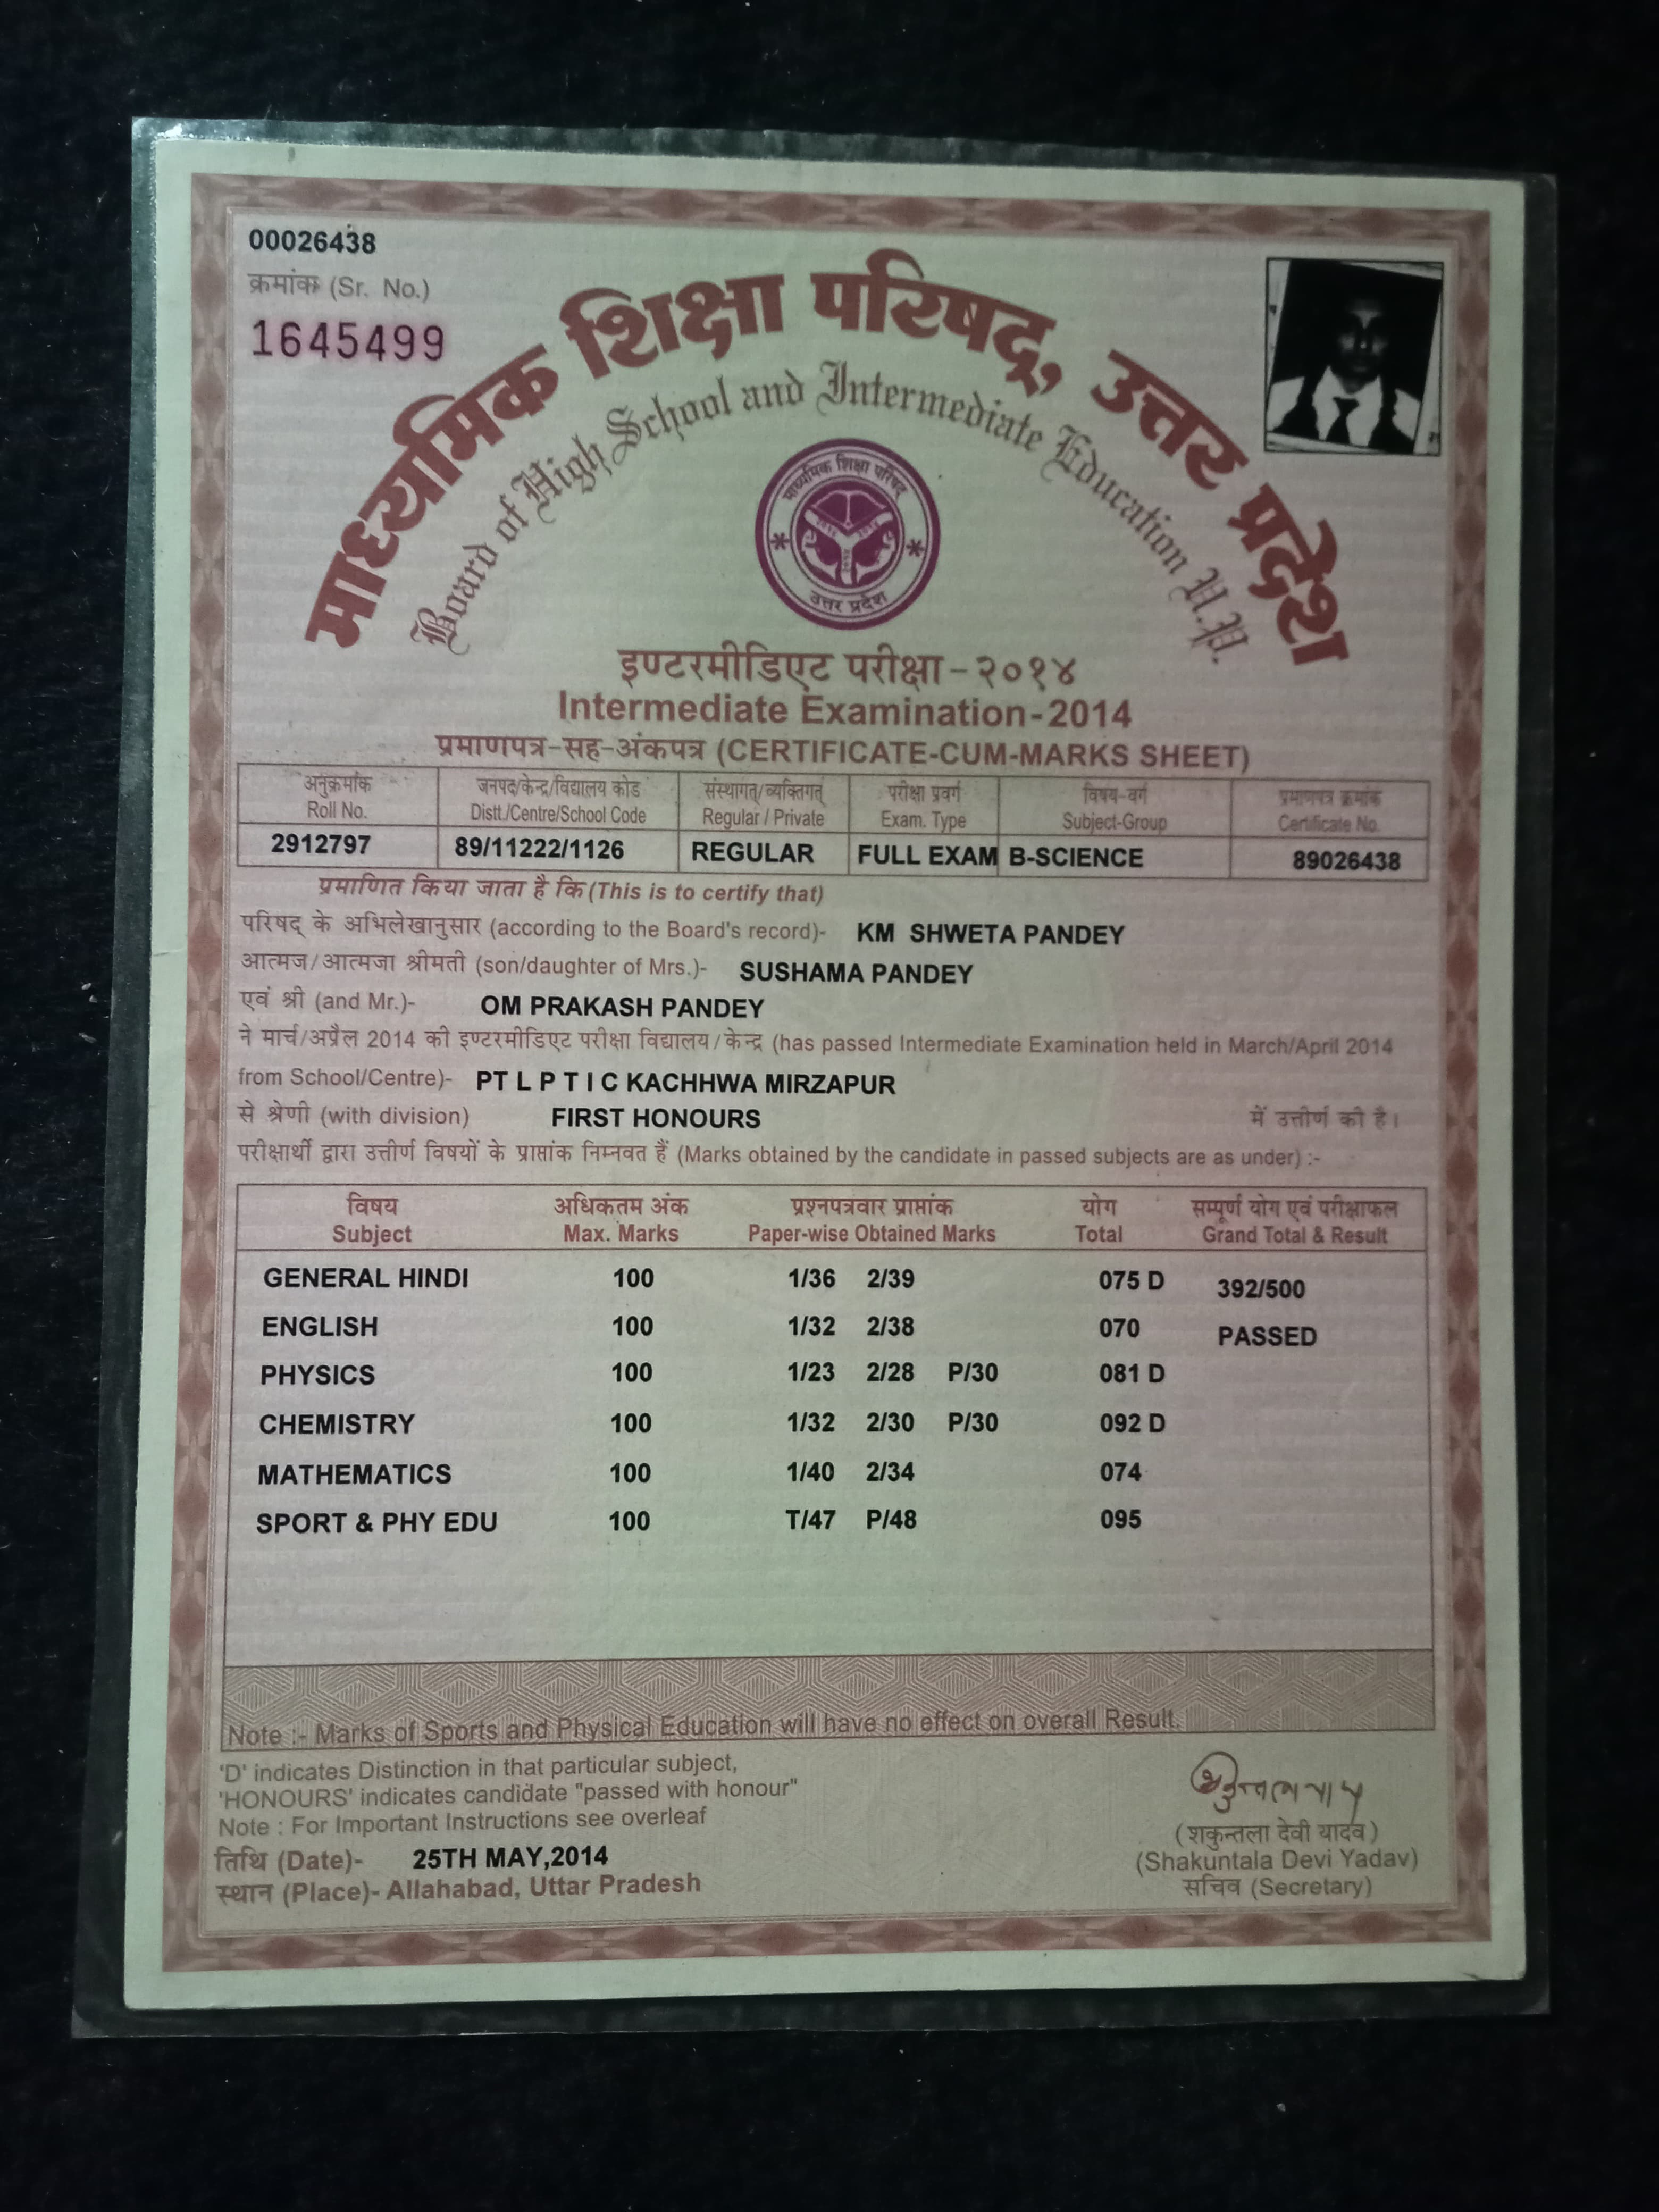 00026438
क्रमांक (Sr. No.)
1645499
माध्यमिक शिक्षा परिषद्, उत्तर प्रदेश
Board of High School and Intermediate Education U.P.
माध्यमिक शिक्षा परिषद्
उत्तर प्रदेश
इण्टरमीडिएट परीक्षा-२०१४
Intermediate Examination-2014
प्रमाणपत्र-सह-अंकपत्र (CERTIFICATE-CUM-MARKS SHEET)
अनुक्रमांक जनपद/केन्द्र/विद्यालय कोड संस्थागत्/व्यक्तिगत् परीक्षा प्रवर्ग विषय-वर्ग प्रमाणपत्र क्रमांक
Roll No. Distt./Centre/School Code Regular / Private Exam. Type Subject-Group Certificate No.
2912797 89/11222/1126 REGULAR FULL EXAM B-SCIENCE 89026438
प्रमाणित किया जाता है कि (This is to certify that)
परिषद् के अभिलेखानुसार (according to the Board's record)- KM SHWETA PANDEY
आत्मज/आत्मजा श्रीमती (son/daughter of Mrs.)- SUSHAMA PANDEY
एवं श्री (and Mr.)- OM PRAKASH PANDEY
ने मार्च/अप्रैल 2014 की इण्टरमीडिएट परीक्षा विद्यालय/केन्द्र (has passed Intermediate Examination held in March/April 2014
from School/Centre)- PT L P T I C KACHHWA MIRZAPUR
से श्रेणी (with division) FIRST HONOURS में उत्तीर्ण की है।
परीक्षार्थी द्वारा उत्तीर्ण विषयों के प्राप्तांक निम्नवत हैं (Marks obtained by the candidate in passed subjects are as under) :-
विषय अधिकतम अंक प्रश्नपत्रवार प्राप्तांक योग सम्पूर्ण योग एवं परीक्षाफल
Subject Max. Marks Paper-wise Obtained Marks Total Grand Total & Result
GENERAL HINDI 100 1/36 2/39 075 D 392/500
ENGLISH 100 1/32 2/38 070 PASSED
PHYSICS 100 1/23 2/28 P/30 081 D
CHEMISTRY 100 1/32 2/30 P/30 092 D
MATHEMATICS 100 1/40 2/34 074
SPORT & PHY EDU 100 T/47 P/48 095
Note :- Marks of Sports and Physical Education will have no effect on overall Result.
'D' indicates Distinction in that particular subject,
'HONOURS' indicates candidate "passed with honour"
Note : For Important Instructions see overleaf
तिथि (Date)- 25TH MAY,2014
स्थान (Place)- Allahabad, Uttar Pradesh
(शकुन्तला देवी यादव)
(Shakuntala Devi Yadav)
सचिव (Secretary)